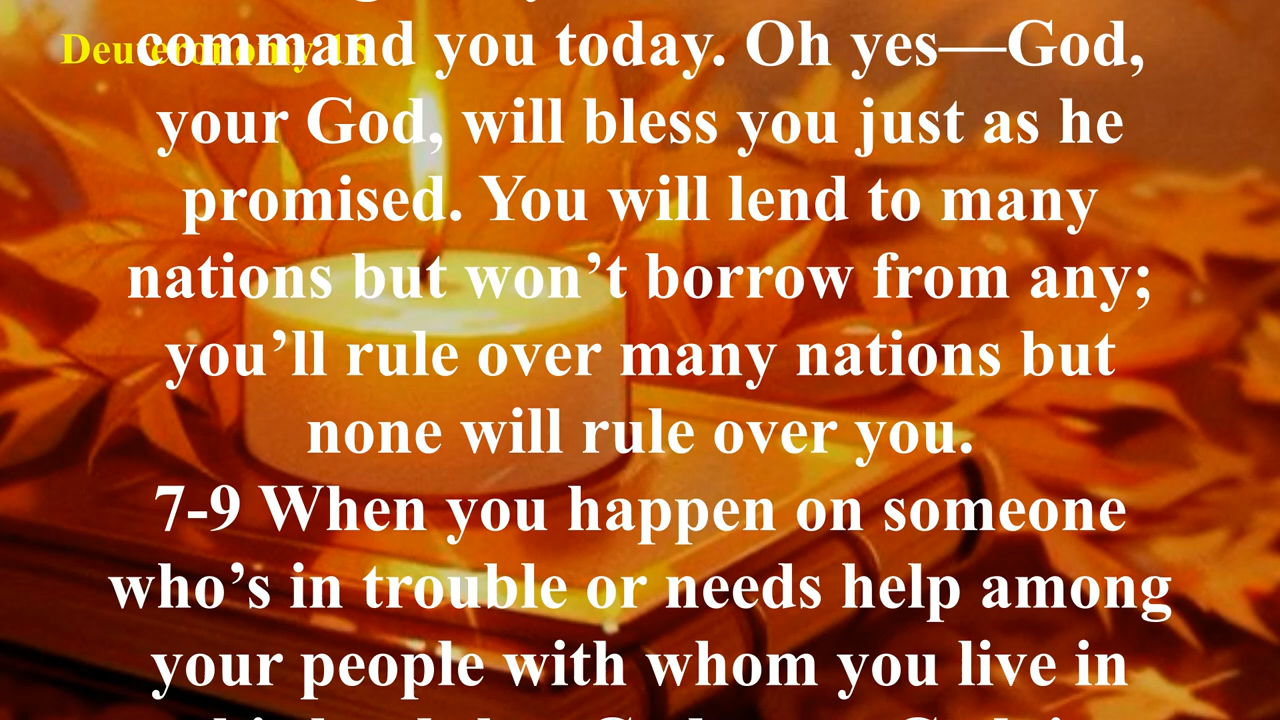 Deuteronomy 15
command you today. Oh yes—God,
your God, will bless you just as he
promised. You will lend to many
nations but won’t borrow from any;
you’ll rule over many nations but
none will rule over you.
7-9 When you happen on someone
who’s in trouble or needs help among
your people with whom you live in